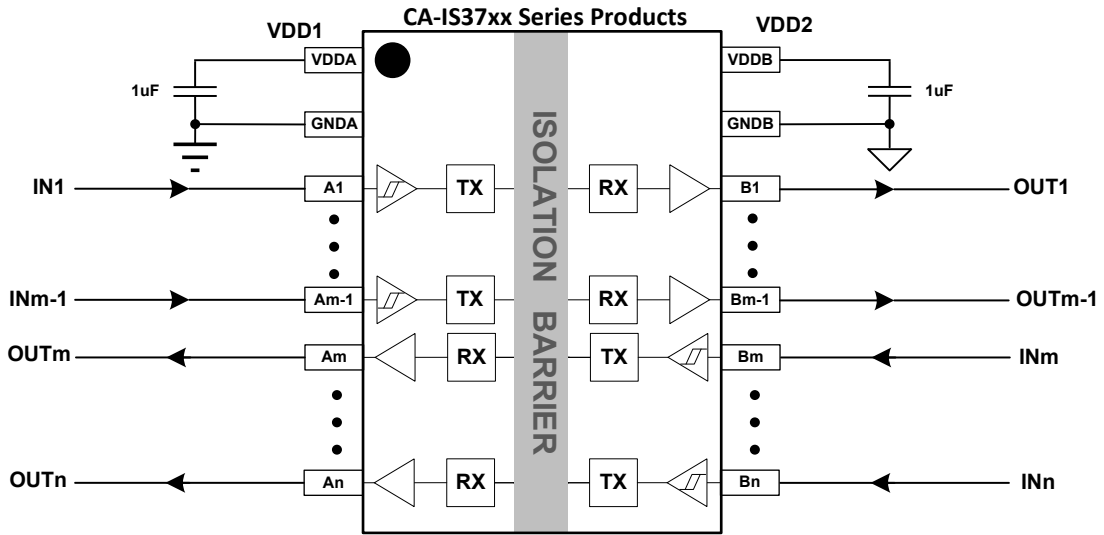 CA-IS37xx Series Products
VDD1
VDD2
VDDA
VDDB
1uF
1uF
GNDA
GNDB
ISOLATION BARRIER
IN1
A1
TX
RX
B1
OUT1
INm-1
Am-1
TX
RX
Bm-1
OUTm-1
OUTm
Am
RX
TX
Bm
INm
OUTn
An
RX
TX
Bn
INn